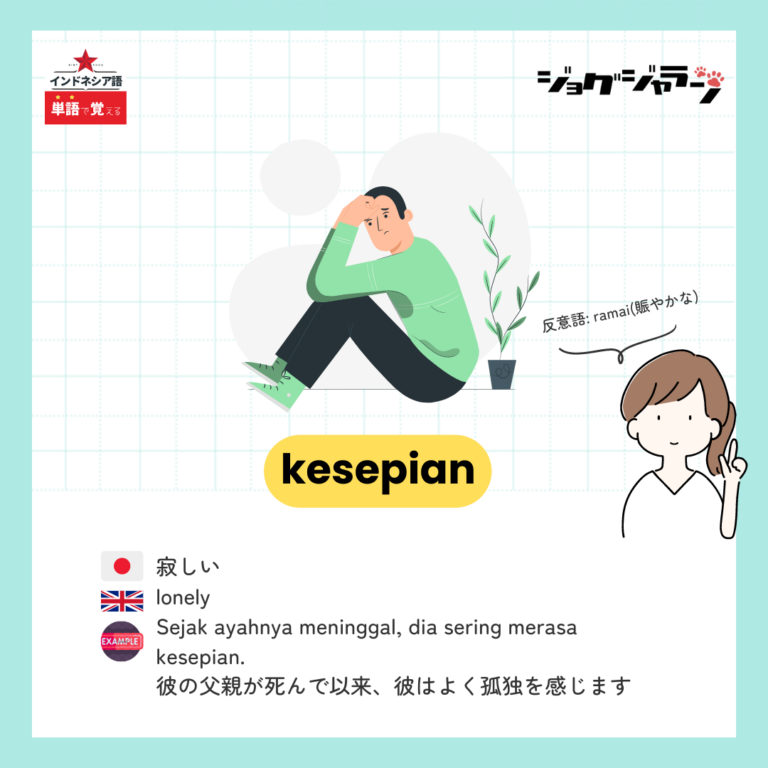 インドネシア語
単語で覚える
ジョグジャラーン
反意語: ramai(賑やかな)
kesepian
寂しい
lonely
EXAMPLE
Sejak ayahnya meninggal, dia sering merasa
kesepian.
彼の父親が死んで以来、彼はよく孤独を感じます